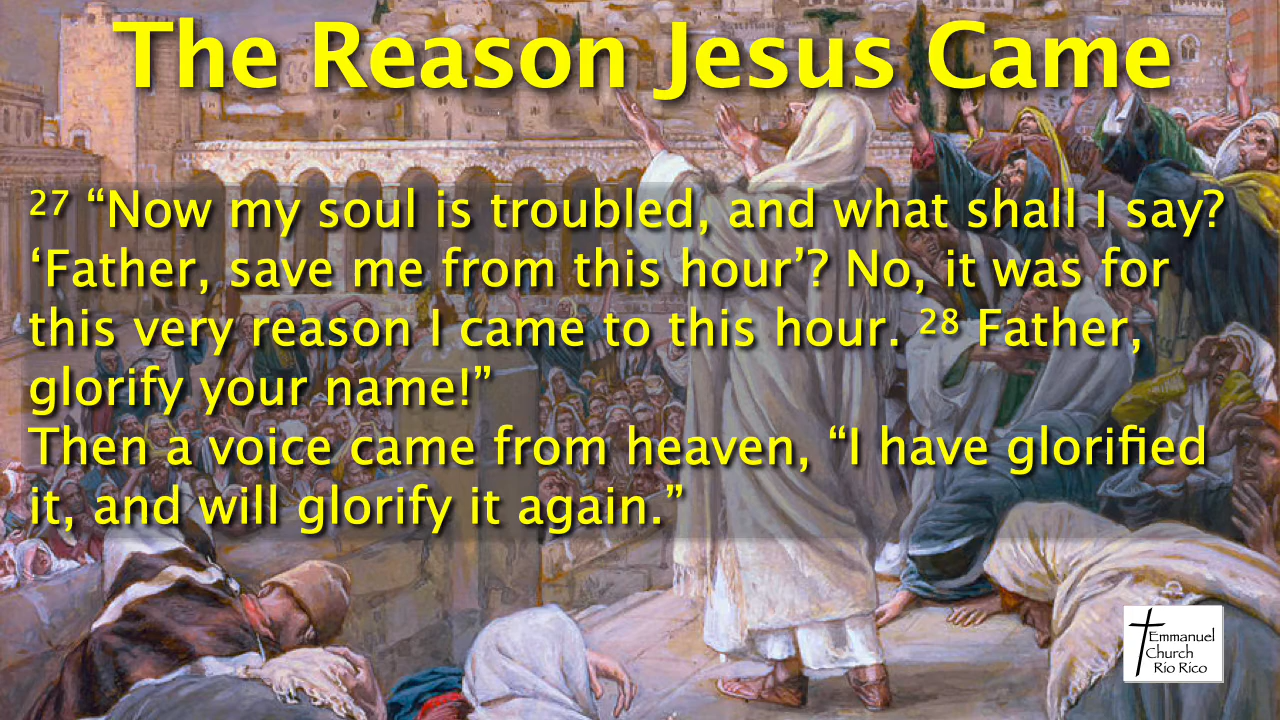 The Reason Jesus Came
27 “Now my soul is troubled, and what shall I say?
‘Father, save me from this hour’? No, it was for
this very reason I came to this hour. 28 Father,
glorify your name!”
Then a voice came from heaven, “I have glorified
it, and will glorify it again.”
Emmanuel
Church
Rio Rico